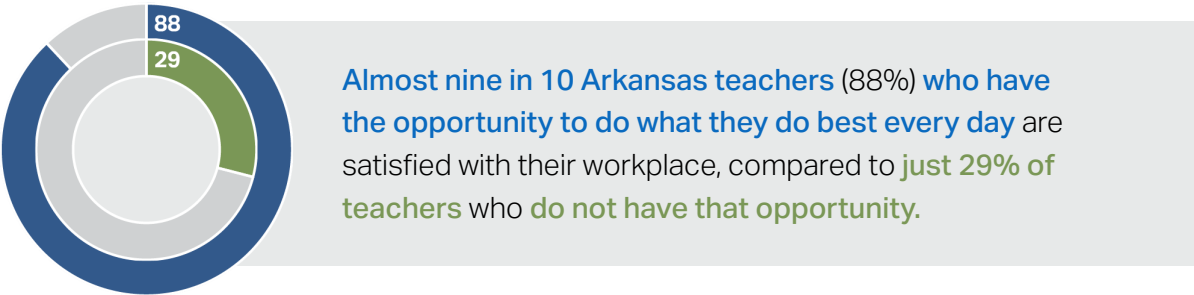 88
29
Almost nine in 10 Arkansas teachers (88%) who have
the opportunity to do what they do best every day are
satisfied with their workplace, compared to just 29% of
teachers who do not have that opportunity.